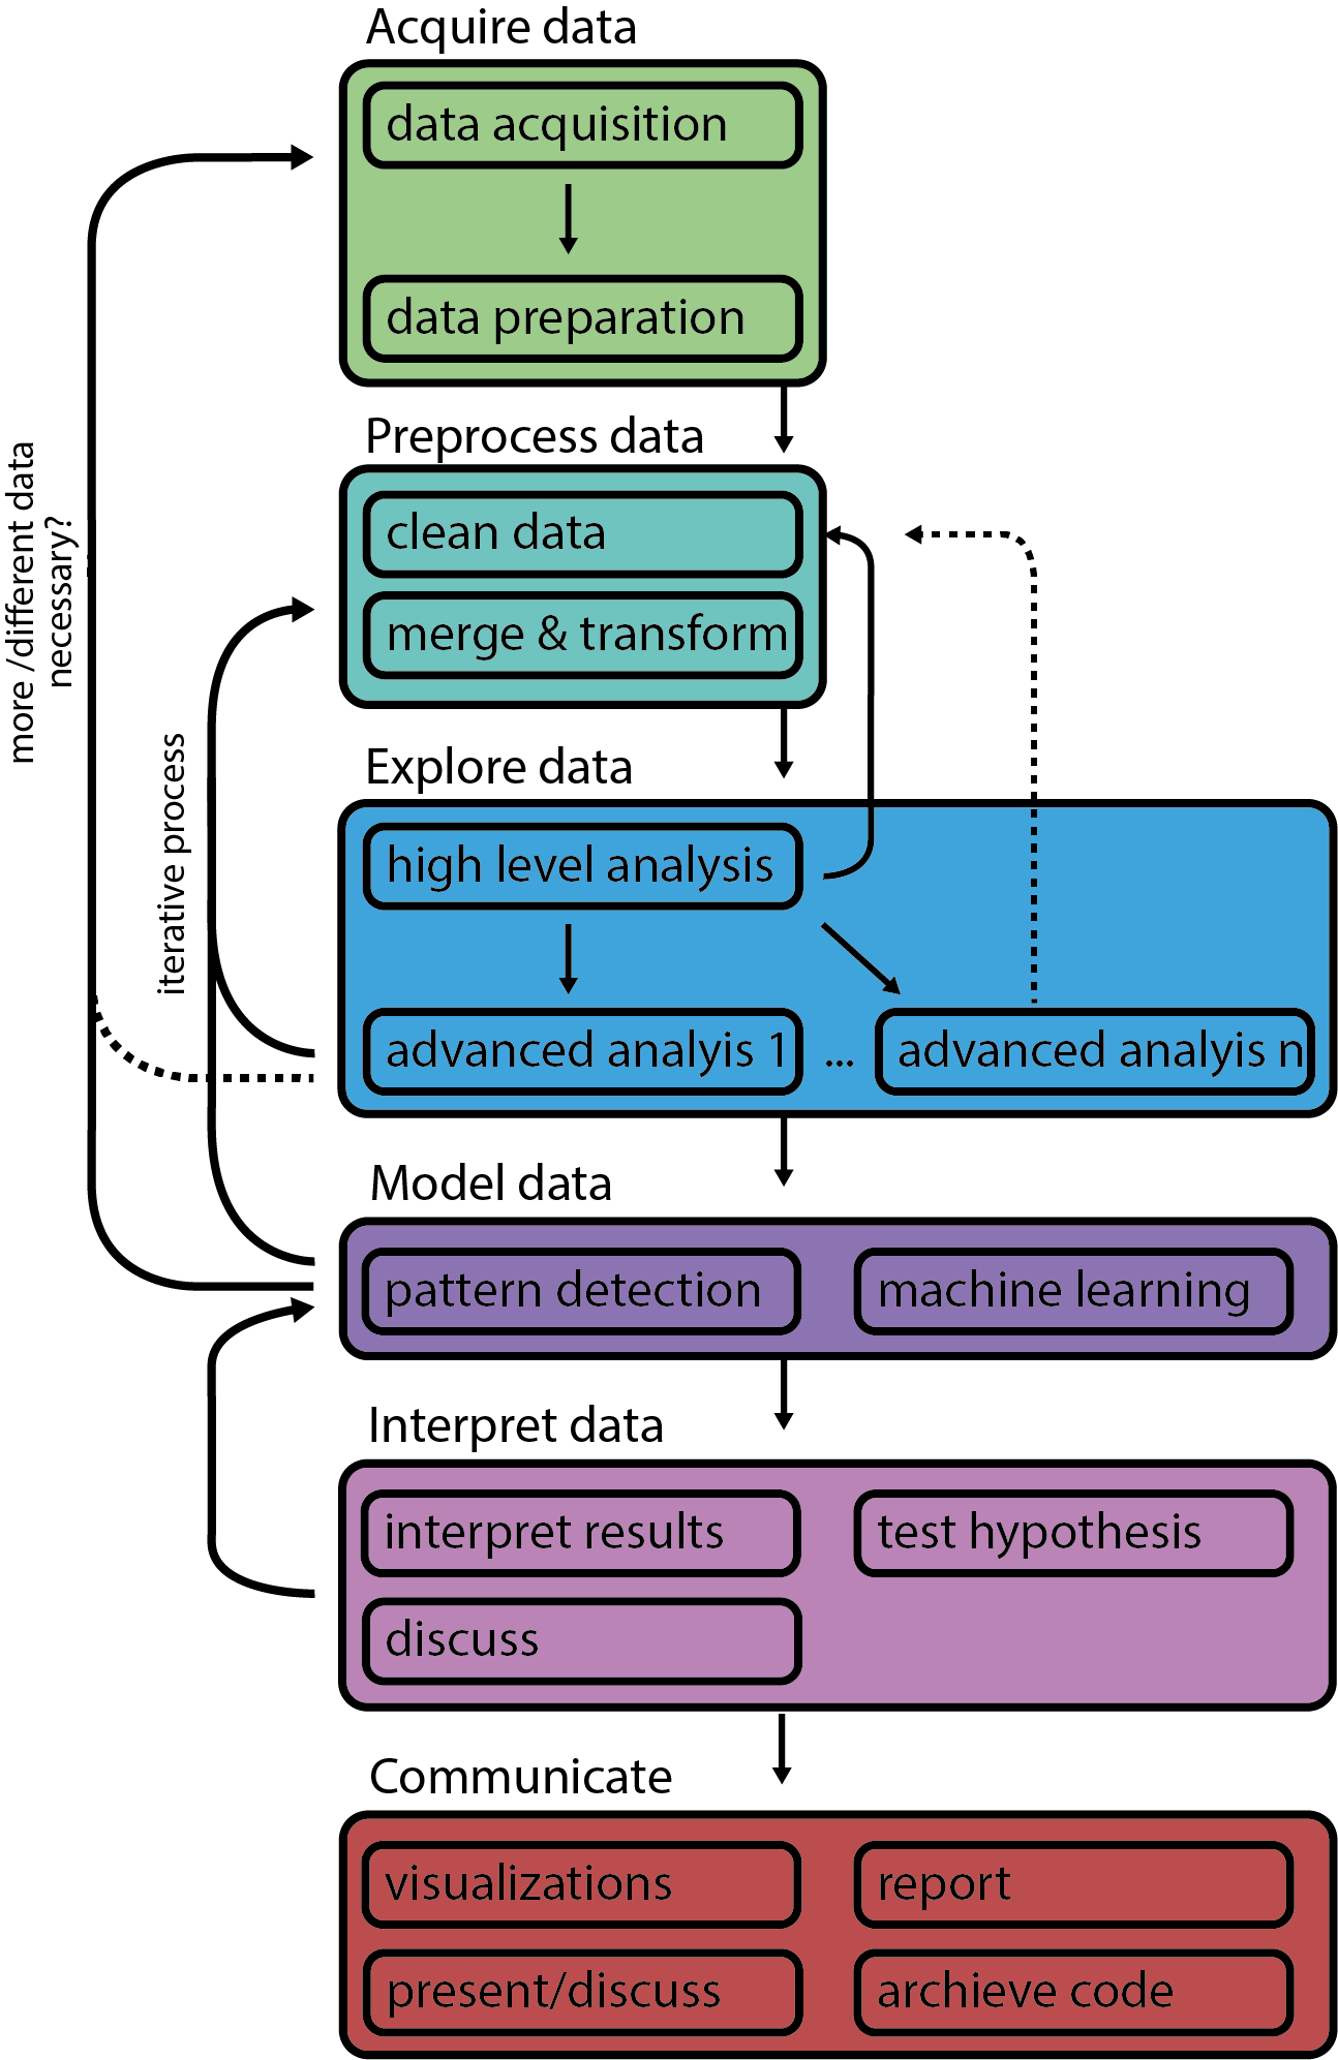 Acquire data
data acquisition
data preparation
more /different data
necessary?
Preprocess data
clean data
merge & transform
iterative process
Explore data
high level analysis
advanced analyis 1 ... advanced analyis n
Model data
pattern detection machine learning
Interpret data
interpret results test hypothesis
discuss
Communicate
visualizations report
present/discuss archieve code